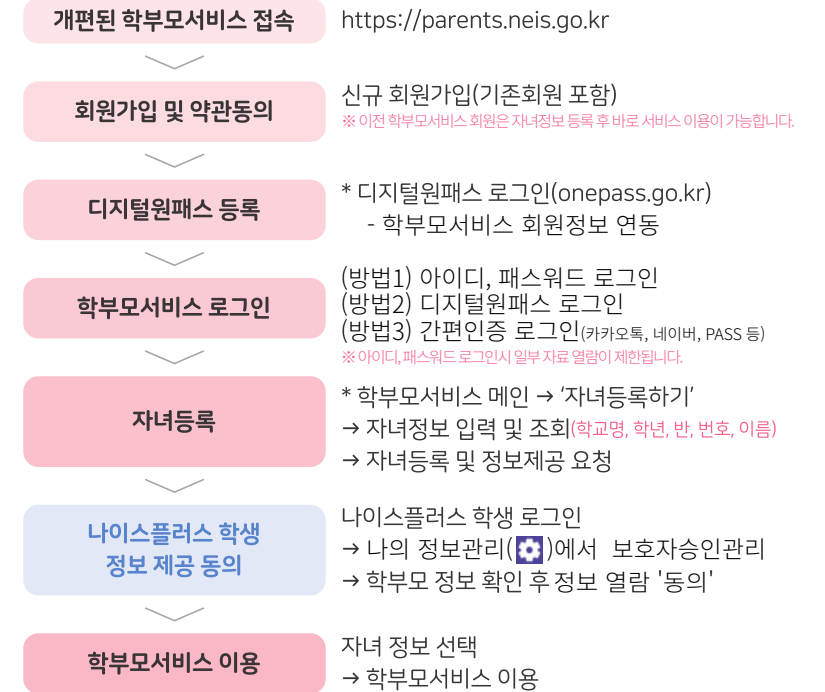 개편된 학부모서비스 접속
https://parents.neis.go.kr
회원가입 및 약관동의
신규 회원가입(기존회원 포함)
※ 이전 학부모서비스 회원은 자녀정보 등록 후 바로 서비스 이용이 가능합니다.
디지털원패스 등록
* 디지털원패스 로그인(onepass.go.kr)
- 학부모서비스 회원정보 연동
학부모서비스 로그인
(방법1) 아이디, 패스워드 로그인
(방법2) 디지털원패스 로그인
(방법3) 간편인증 로그인(카카오톡, 네이버, PASS 등)
※ 아이디, 패스워드 로그인시 일부 자료 열람이 제한됩니다.
자녀등록
* 학부모서비스 메인 → ‘자녀등록하기’
→ 자녀정보 입력 및 조회(학교명, 학년, 반, 번호, 이름)
→ 자녀등록 및 정보제공 요청
나이스플러스 학생
정보 제공 동의
나이스플러스 학생 로그인
→ 나의 정보관리( )에서 보호자승인관리
→ 학부모 정보 확인 후 정보 열람 '동의'
학부모서비스 이용
자녀 정보 선택
→ 학부모서비스 이용